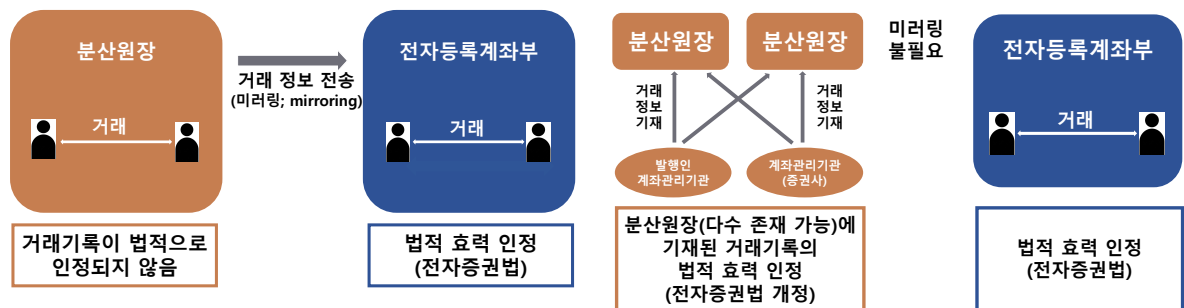 분산원장
거래
거래기록이 법적으로
인정되지 않음
거래 정보 전송
(미러링; mirroring)
전자등록계좌부
거래
법적 효력 인정
(전자증권법)
분산원장
분산원장
거래
정보
기재
거래
정보
기재
발행인
계좌관리기관
계좌관리기관
(증권사)
분산원장(다수 존재 가능)에
기재된 거래기록의
법적 효력 인정
(전자증권법 개정)
미러링
불필요
전자등록계좌부
거래
법적 효력 인정
(전자증권법)